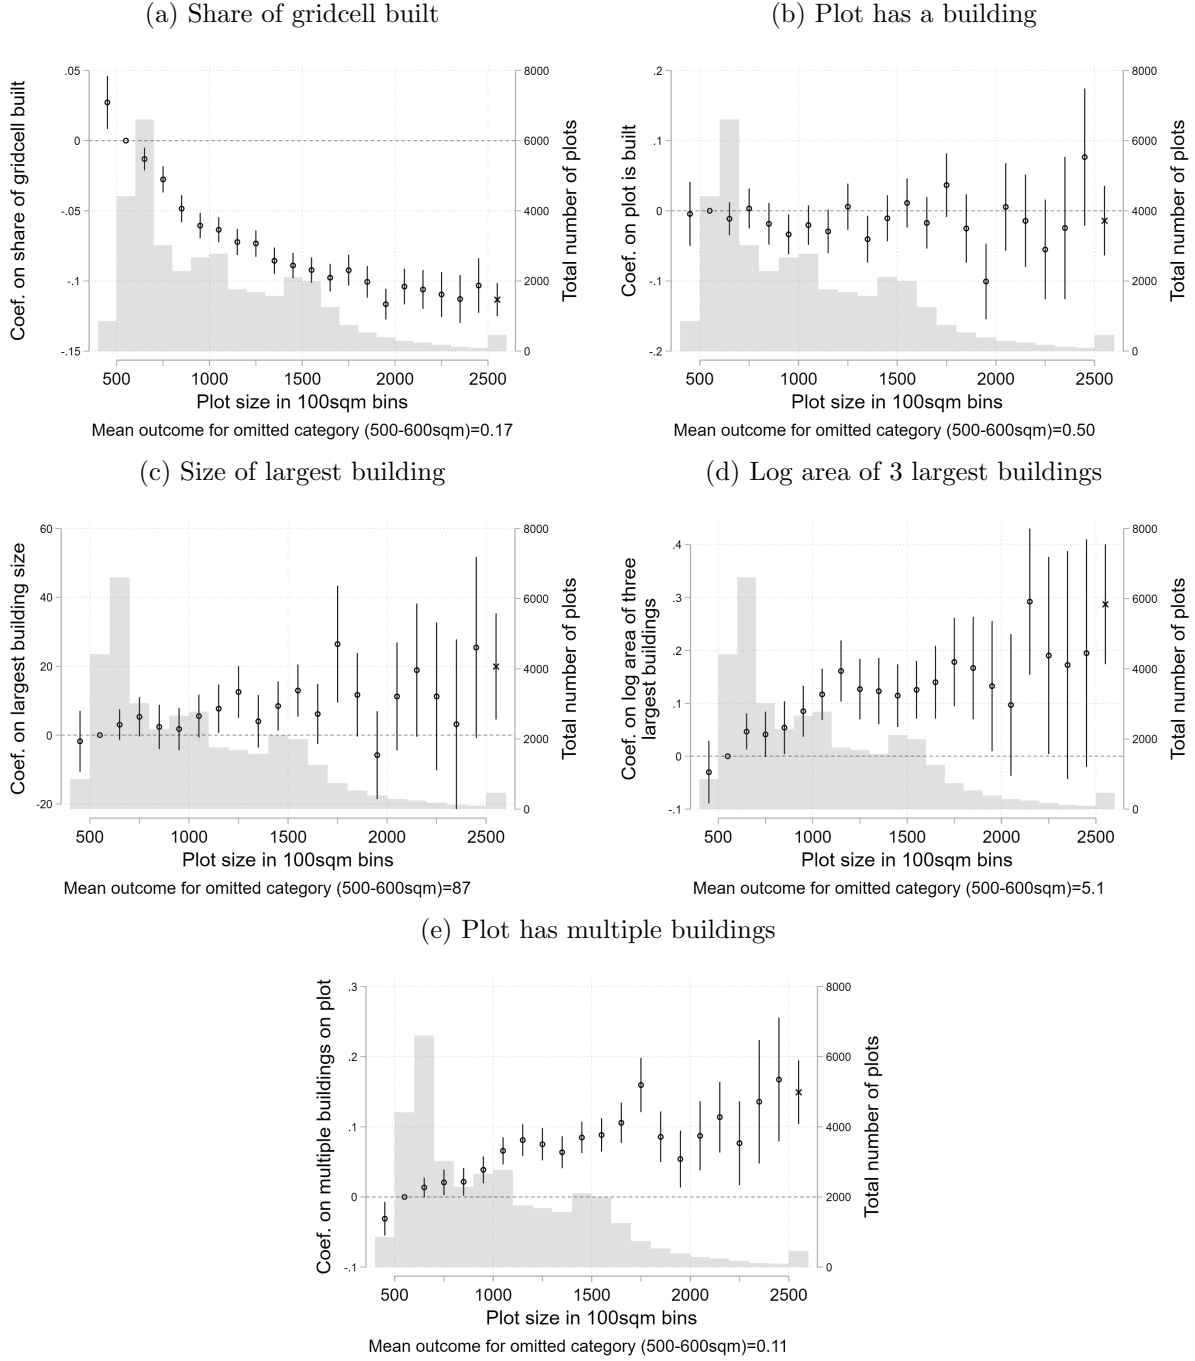 (a) Share of gridcell built
Coef. on share of gridcell built
.05
0
-.05
-.1
-.15
8000
6000
4000
2000
0
Total number of plots
500 1000 1500 2000 2500
Plot size in 100sqm bins
Mean outcome for omitted category (500-600sqm)=0.17
(b) Plot has a building
Coef. on plot is built
.2
.1
0
-.1
-.2
8000
6000
4000
2000
0
Total number of plots
500 1000 1500 2000 2500
Plot size in 100sqm bins
Mean outcome for omitted category (500-600sqm)=0.50
(c) Size of largest building
Coef. on largest building size
60
40
20
0
-20
8000
6000
4000
2000
0
Total number of plots
500 1000 1500 2000 2500
Plot size in 100sqm bins
Mean outcome for omitted category (500-600sqm)=87
(d) Log area of 3 largest buildings
Coef. on log area of three
largest buildings
.4
.3
.2
.1
0
-.1
8000
6000
4000
2000
0
Total number of plots
500 1000 1500 2000 2500
Plot size in 100sqm bins
Mean outcome for omitted category (500-600sqm)=5.1
(e) Plot has multiple buildings
Coef. on multiple buildings on plot
.3
.2
.1
0
-.1
8000
6000
4000
2000
0
Total number of plots
500 1000 1500 2000 2500
Plot size in 100sqm bins
Mean outcome for omitted category (500-600sqm)=0.11